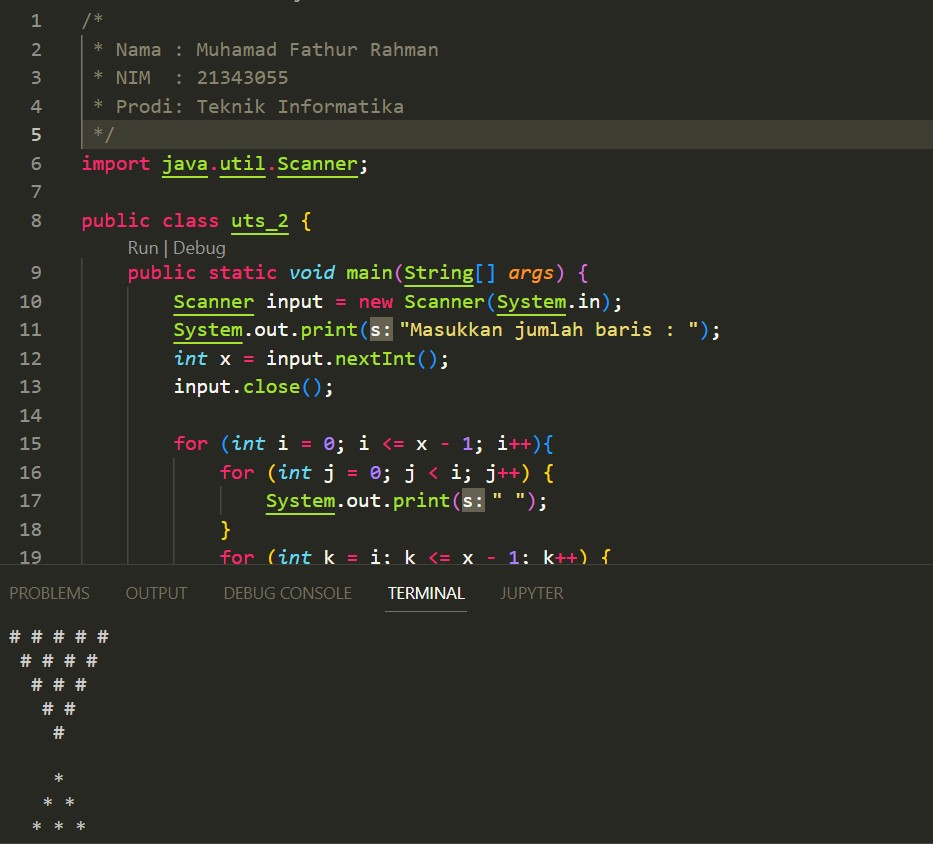 1 /*
2 * Nama : Muhamad Fathur Rahman
3 * NIM  : 21343055
4 * Prodi: Teknik Informatika
5 */
6 import java.util.Scanner;
7
8 public class uts_2 {
Run | Debug
9 public static void main(String[] args) {
10 Scanner input = new Scanner(System.in);
11 System.out.print(s: "Masukkan jumlah baris : ");
12 int x = input.nextInt();
13 input.close();
14
15 for (int i = 0; i <= x - 1; i++){
16 for (int j = 0; j < i; j++) {
17 System.out.print(s: " ");
18 }
19 for (int k = i; k <= x - 1; k++) {
PROBLEMS OUTPUT DEBUG CONSOLE TERMINAL JUPYTER
# # # # #
 # # # #
  # # #
   # #
    #

    *
   * *
  * * *